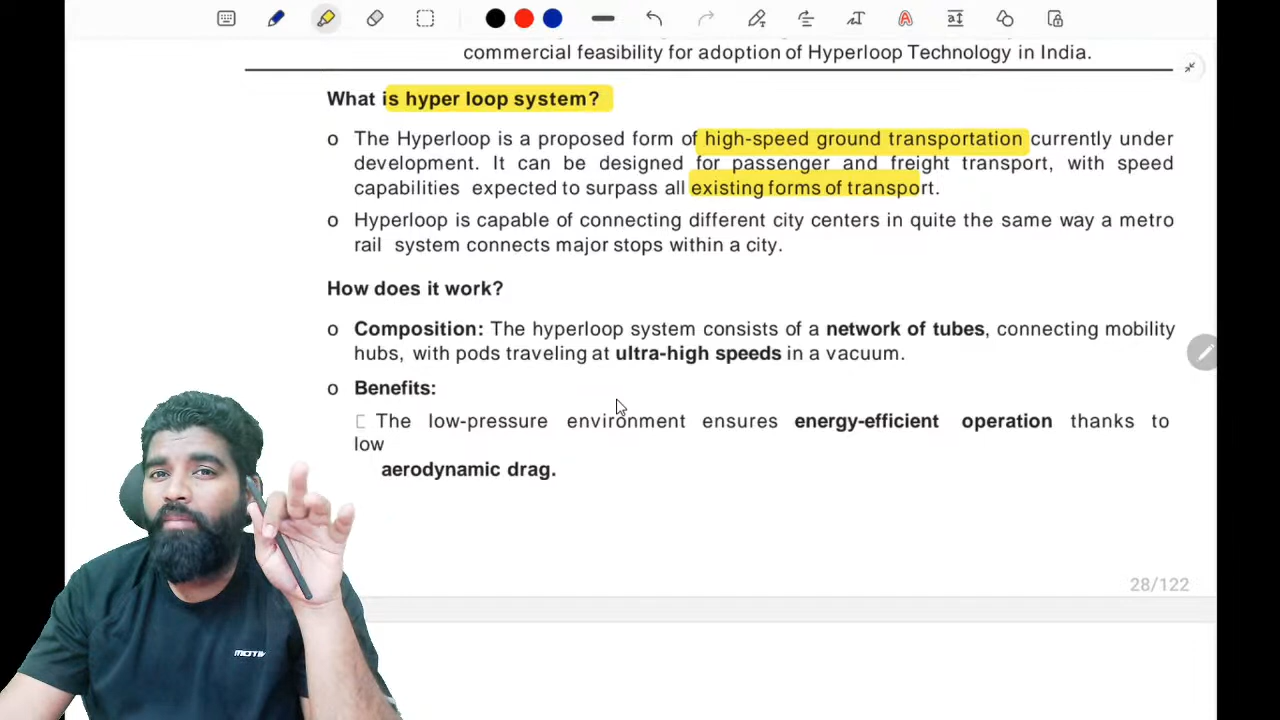 commercial feasibility for adoption of Hyperloop Technology in India.
What is hyper loop system?
o The Hyperloop is a proposed form of high-speed ground transportation currently under
development. It can be designed for passenger and freight transport, with speed
capabilities expected to surpass all existing forms of transport.
o Hyperloop is capable of connecting different city centers in quite the same way a metro
rail system connects major stops within a city.
How does it work?
o Composition: The hyperloop system consists of a network of tubes, connecting mobility
hubs, with pods traveling at ultra-high speeds in a vacuum.
o Benefits:
The low-pressure environment ensures energy-efficient operation thanks to
low
aerodynamic drag.
28/122
MOTIV